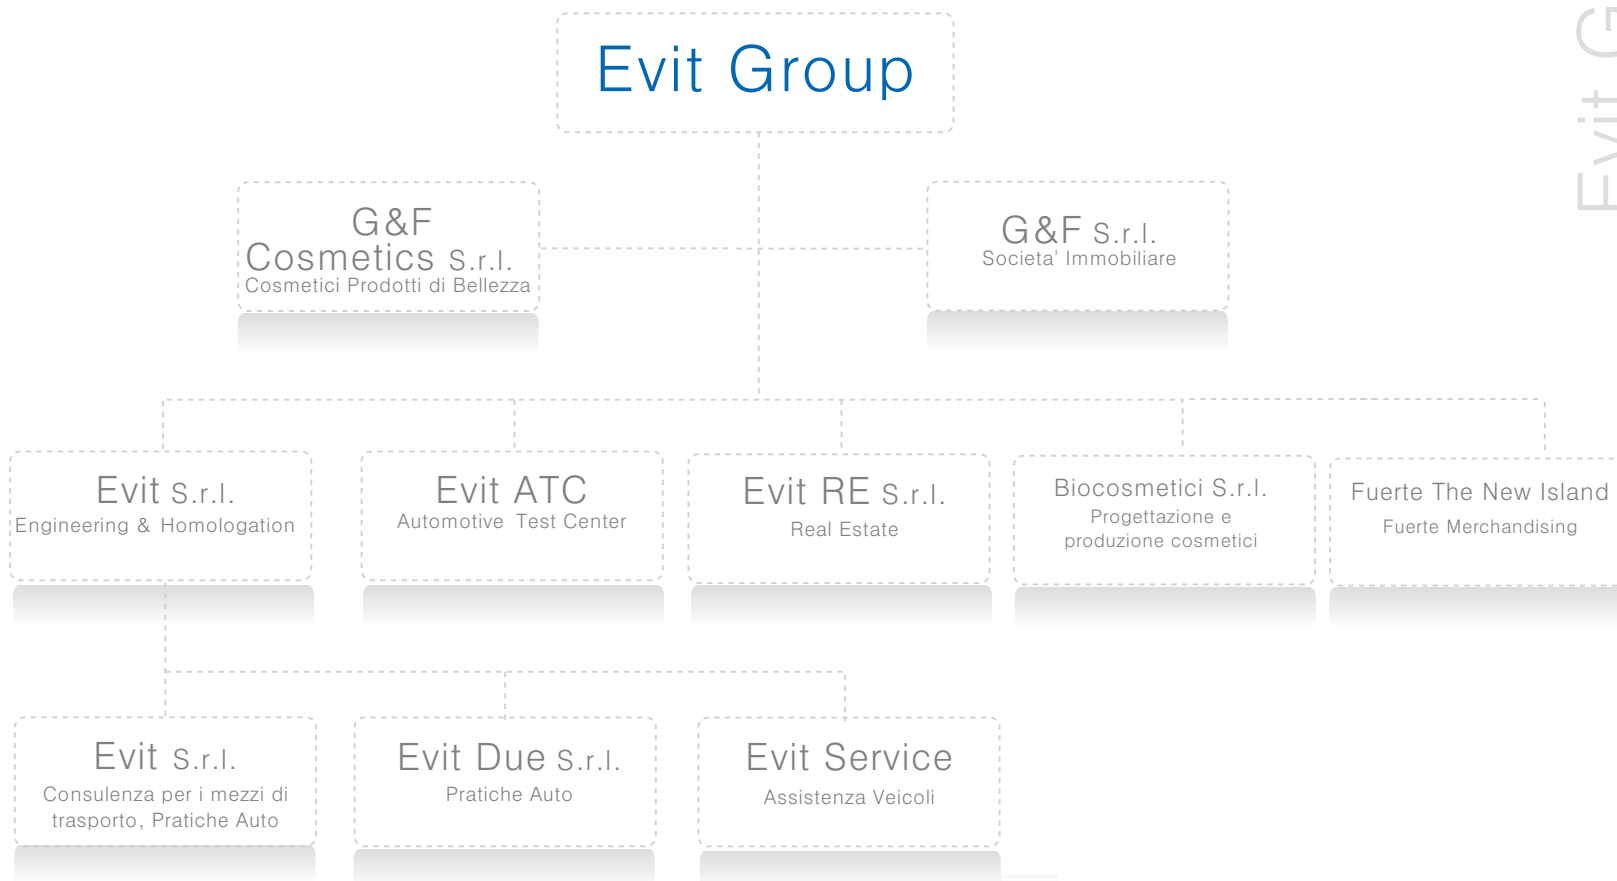 Evit Group
Evit G
G&F
Cosmetics S.r.l.
Cosmetici Prodotti di Bellezza
G&F S.r.l.
Societa' Immobiliare
Evit S.r.l.
Engineering & Homologation
Evit ATC
Automotive Test Center
Evit RE S.r.l.
Real Estate
Biocosmetici S.r.l.
Progettazione e
produzione cosmetici
Fuerte The New Island
Fuerte Merchandising
Evit S.r.l.
Consulenza per i mezzi di
trasporto, Pratiche Auto
Evit Due S.r.l.
Pratiche Auto
Evit Service
Assistenza Veicoli